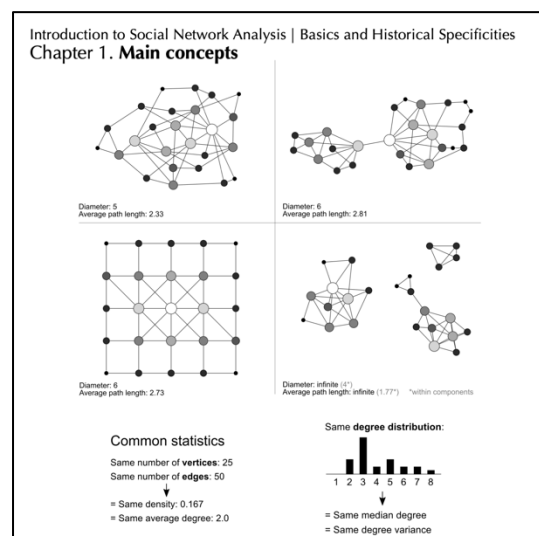 Introduction to Social Network Analysis | Basics and Historical Specificities
Chapter 1. Main concepts
Diameter: 5
Average path length: 2.33
Diameter: 6
Average path length: 2.81
Diameter: 6
Average path length: 2.73
Diameter: infinite (4*)
Average path length: infinite (1.77*) *within components
Common statistics
Same number of vertices: 25
Same number of edges: 50
= Same density: 0.167
= Same average degree: 2.0
Same degree distribution:
1 2 3 4 5 6 7 8
= Same median degree
= Same degree variance